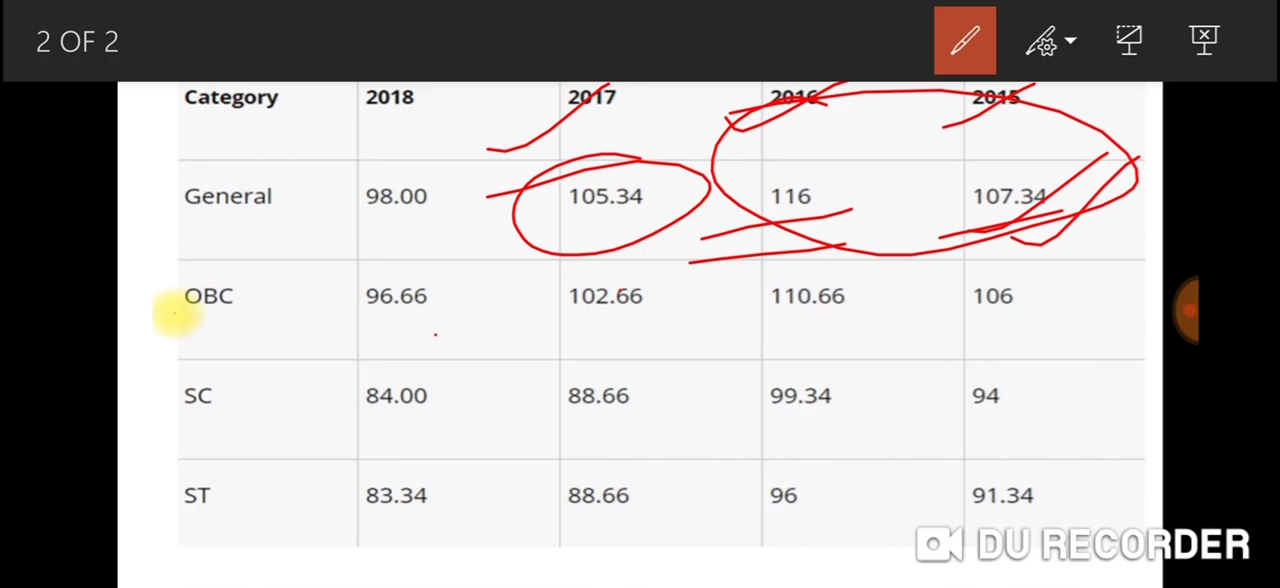 2 OF 2
Category 2018 2017 2016 2015
General 98.00 105.34 116 107.34
OBC 96.66 102.66 110.66 106
SC 84.00 88.66 99.34 94
ST 83.34 88.66 96 91.34
DU RECORDER